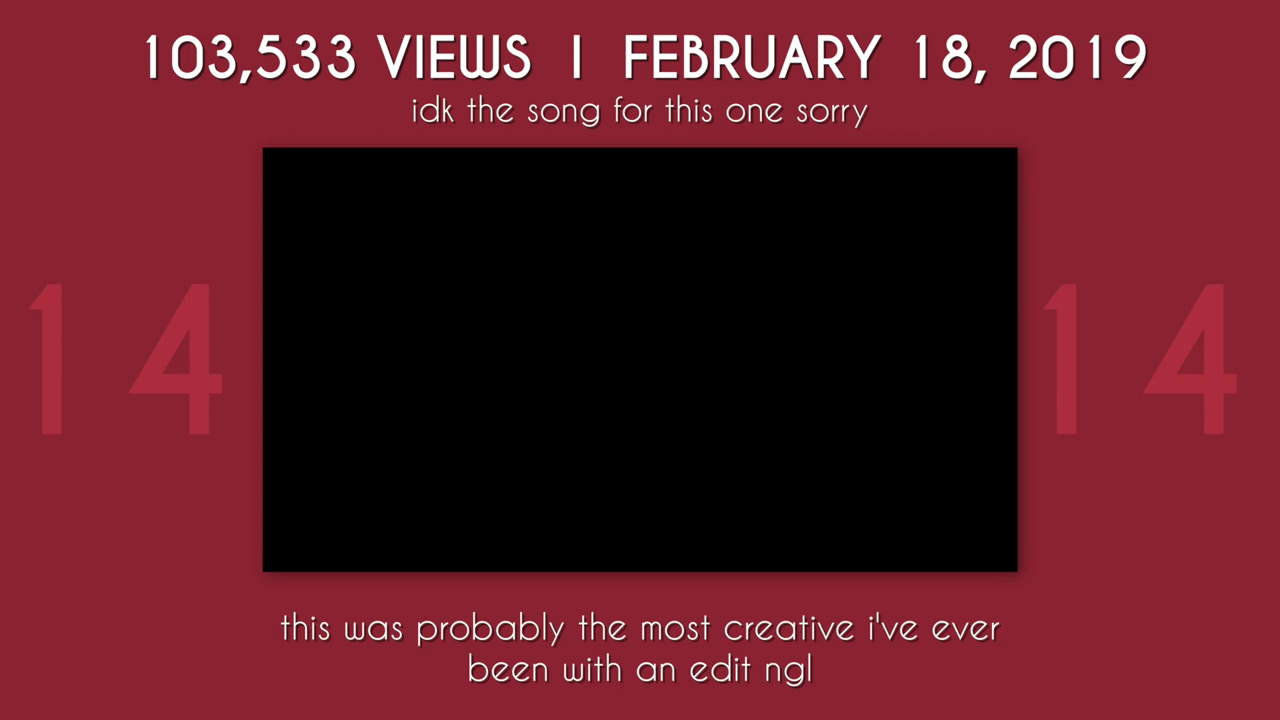 103,533 VIEWS | FEBRUARY 18, 2019
idk the song for this one sorry
14 14
this was probably the most creative i've ever
been with an edit ngl